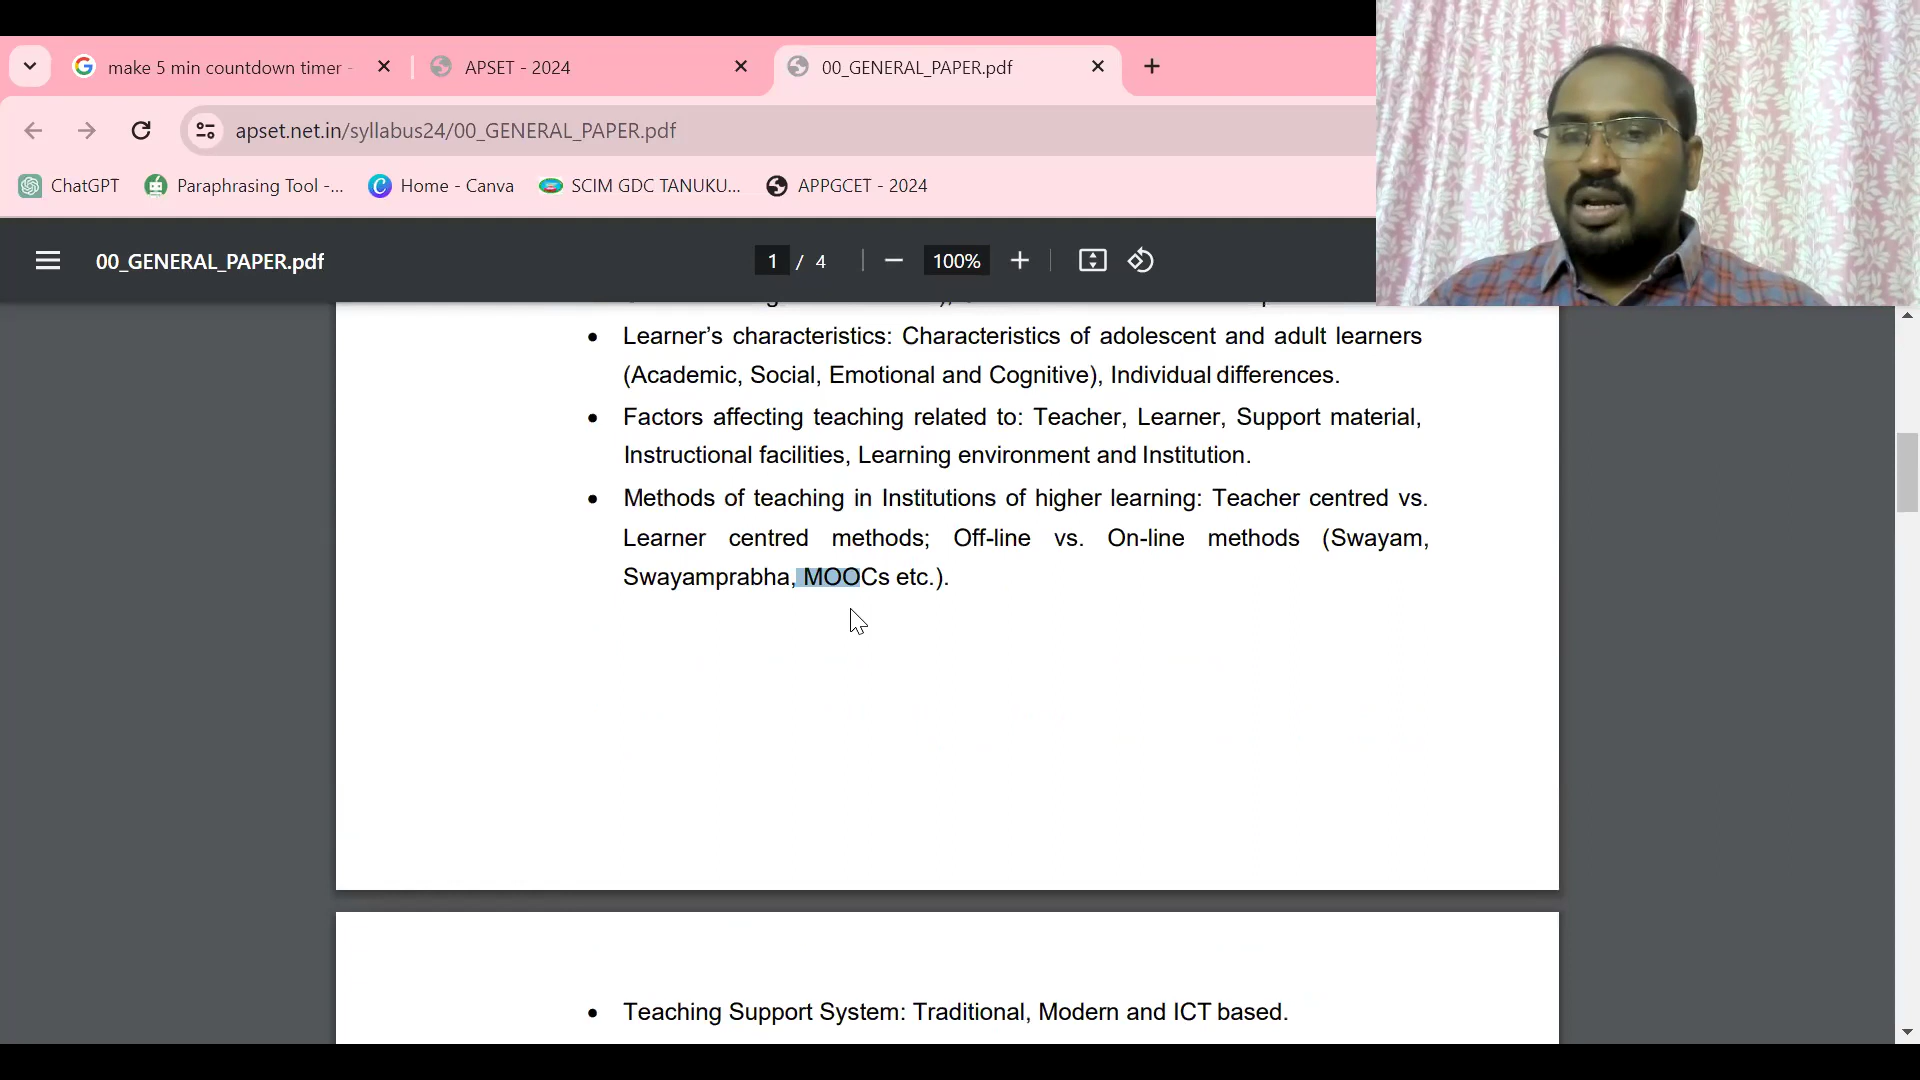 make 5 min countdown timer -
APSET - 2024
00_GENERAL_PAPER.pdf
apset.net.in/syllabus24/00_GENERAL_PAPER.pdf
ChatGPT
Paraphrasing Tool -...
Home - Canva
SCIM GDC TANUKU...
APPGCET - 2024
00_GENERAL_PAPER.pdf
1 / 4
100%
• Learner’s characteristics: Characteristics of adolescent and adult learners
(Academic, Social, Emotional and Cognitive), Individual differences.
• Factors affecting teaching related to: Teacher, Learner, Support material,
Instructional facilities, Learning environment and Institution.
• Methods of teaching in Institutions of higher learning: Teacher centred vs.
Learner centred methods; Off-line vs. On-line methods (Swayam,
Swayamprabha, MOOCs etc.).
• Teaching Support System: Traditional, Modern and ICT based.